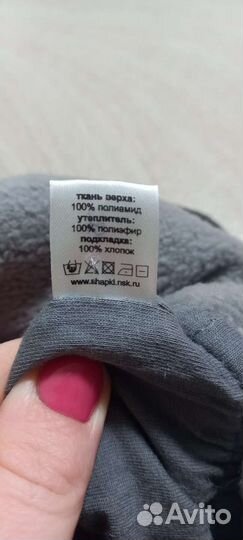 ткань верха:
100% полиамид
утеплитель:
100% полиэфир
подкладка:
100% хлопок
www.shapki.nsk.ru
Avito